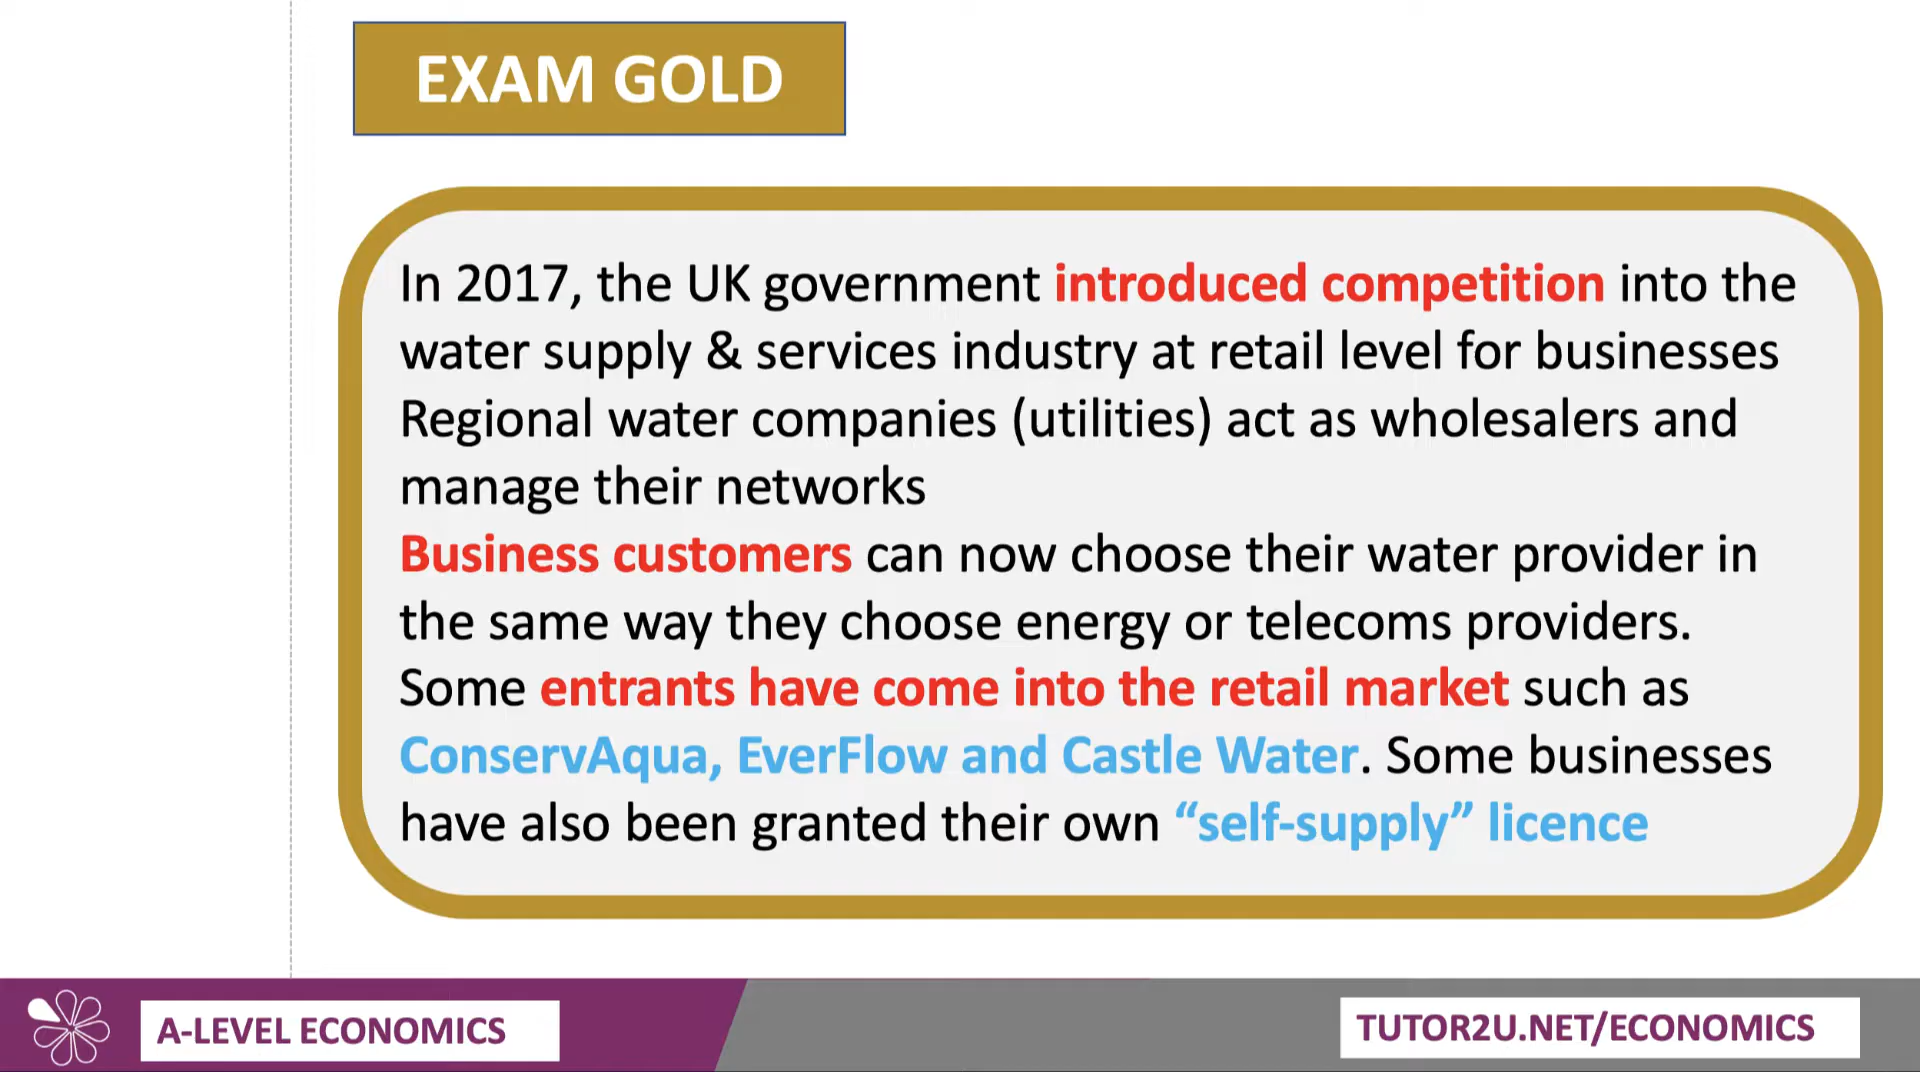 EXAM GOLD
In 2017, the UK government introduced competition into the
water supply & services industry at retail level for businesses
Regional water companies (utilities) act as wholesalers and
manage their networks
Business customers can now choose their water provider in
the same way they choose energy or telecoms providers.
Some entrants have come into the retail market such as
ConservAqua, EverFlow and Castle Water. Some businesses
have also been granted their own “self-supply” licence
A-LEVEL ECONOMICS
TUTOR2U.NET/ECONOMICS